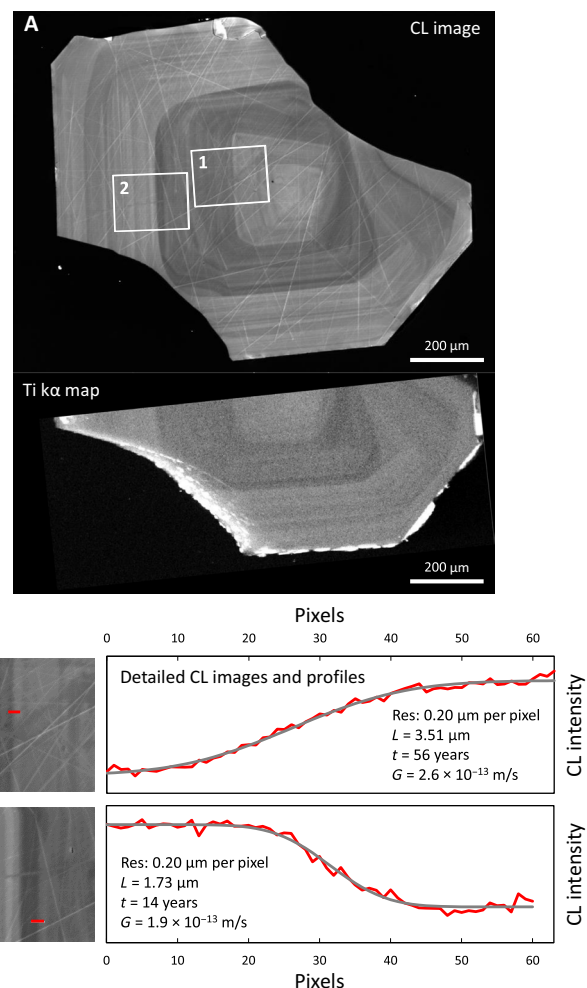 A
CL image
1
2
200 µm
Ti kα map
200 µm
Pixels
0 10 20 30 40 50 60
Detailed CL images and profiles
Res: 0.20 µm per pixel
L = 3.51 µm
t = 56 years
G = 2.6 × 10⁻¹³ m/s
CL intensity
Res: 0.20 µm per pixel
L = 1.73 µm
t = 14 years
G = 1.9 × 10⁻¹³ m/s
CL intensity
0 10 20 30 40 50 60
Pixels